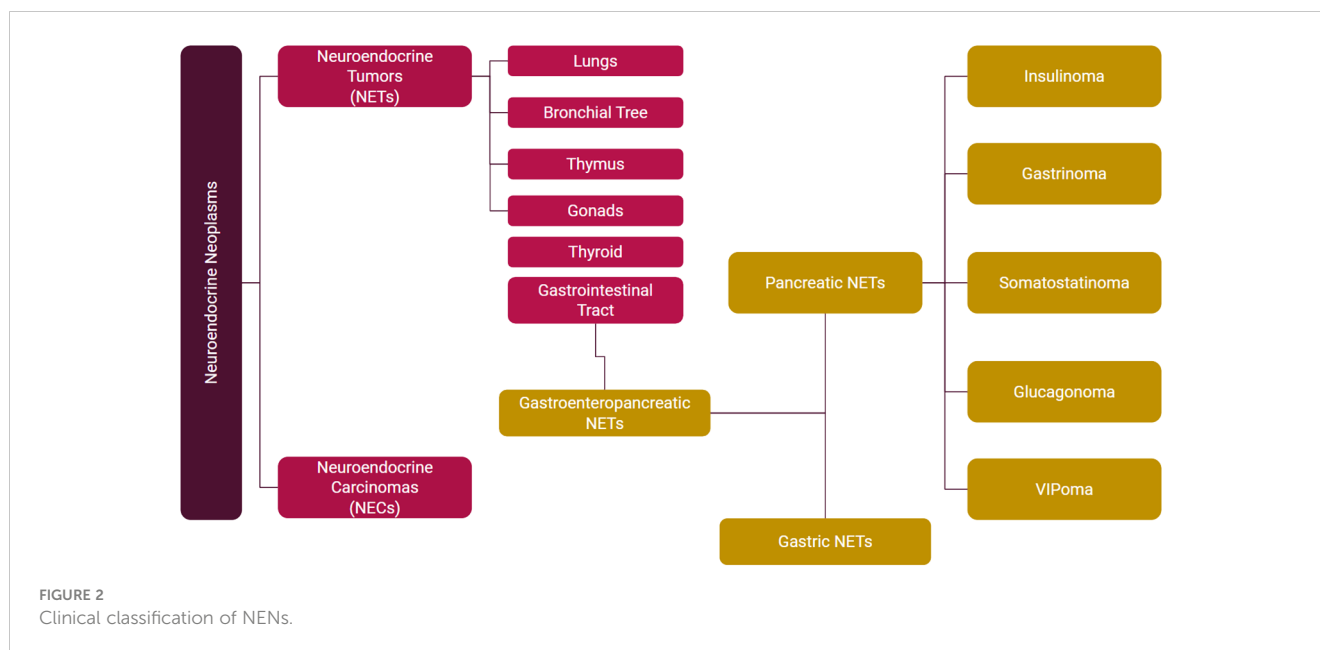 Neuroendocrine Neoplasms
Neuroendocrine
Tumors
(NETs)
Neuroendocrine
Carcinomas
(NECs)
Lungs
Bronchial Tree
Thymus
Gonads
Thyroid
Gastrointestinal
Tract
Gastroenteropancreatic
NETs
Pancreatic NETs
Gastric NETs
Insulinoma
Gastrinoma
Somatostatinoma
Glucagonoma
VIPoma
FIGURE 2
Clinical classification of NENs.